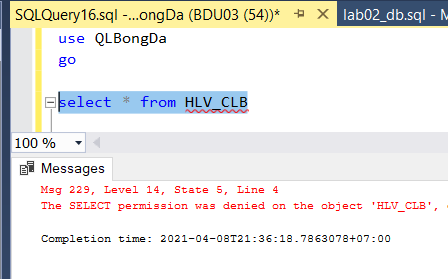 SQLQuery16.sql -...ongDa (BDU03 (54))*
lab02_db.sql - M
use QLBongDa
go
select * from HLV_CLB
100 %
Messages
Msg 229, Level 14, State 5, Line 4
The SELECT permission was denied on the object 'HLV_CLB',
Completion time: 2021-04-08T21:36:18.7863078+07:00